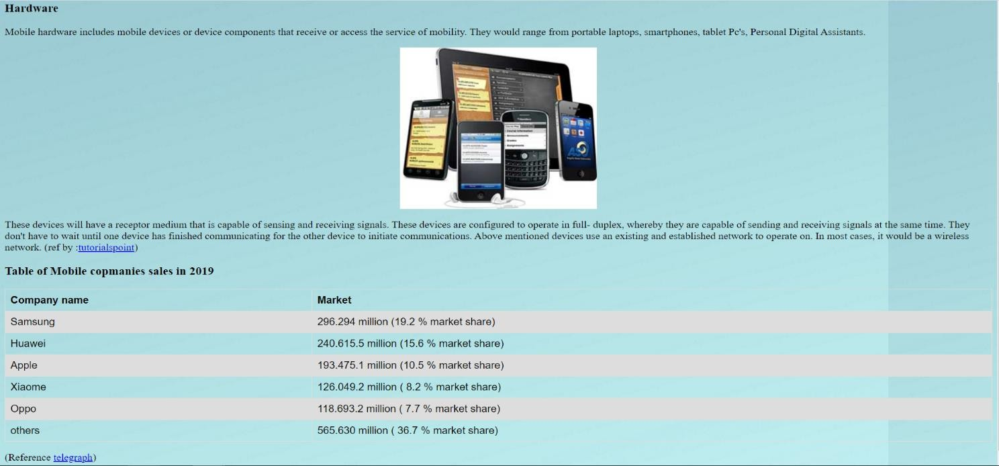 Hardware
Mobile hardware includes mobile devices or device components that receive or access the service of mobility. They would range from portable laptops, smartphones, tablet Pc's, Personal Digital Assistants.
ASU
These devices will have a receptor medium that is capable of sensing and receiving signals. These devices are configured to operate in full- duplex, whereby they are capable of sending and receiving signals at the same time. They
don't have to wait until one device has finished communicating for the other device to initiate communications. Above mentioned devices use an existing and established network to operate on. In most cases, it would be a wireless
network. (ref by :tutorialspoint)
Table of Mobile copmanies sales in 2019
Company name Market
Samsung 296.294 million (19.2 % market share)
Huawei 240.615.5 million (15.6 % market share)
Apple 193.475.1 million (10.5 % market share)
Xiaome 126.049.2 million ( 8.2 % market share)
Oppo 118.693.2 million ( 7.7 % market share)
others 565.630 million ( 36.7 % market share)
(Reference telegraph)